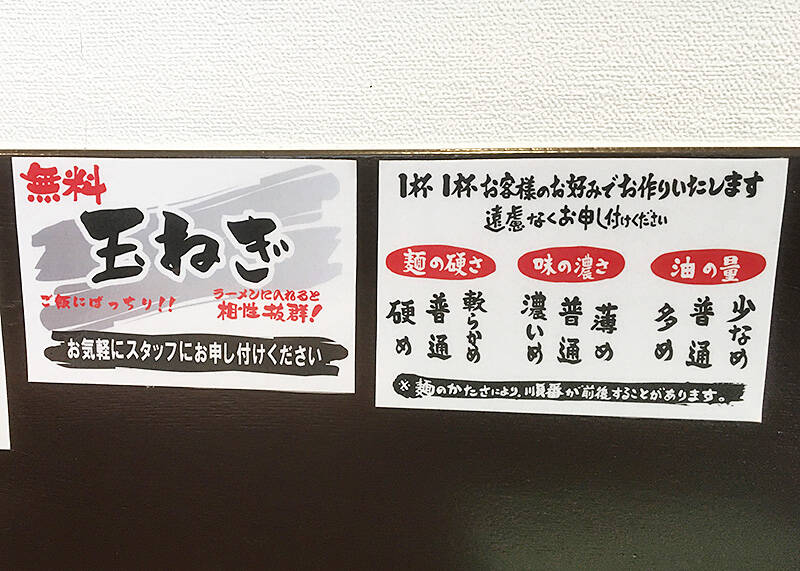 無料
玉ねぎ
ご飯にばっちり!!
ラーメンに入れると
相性抜群!
お気軽にスタッフにお申し付けください
1杯1杯お客様のお好みでお作りいたします
遠慮なくお申し付けください
麺の硬さ
軟らかめ
普通
硬め
味の濃さ
薄め
普通
濃いめ
油の量
少なめ
普通
多め
※麺のかたさにより、順番が前後することがあります。